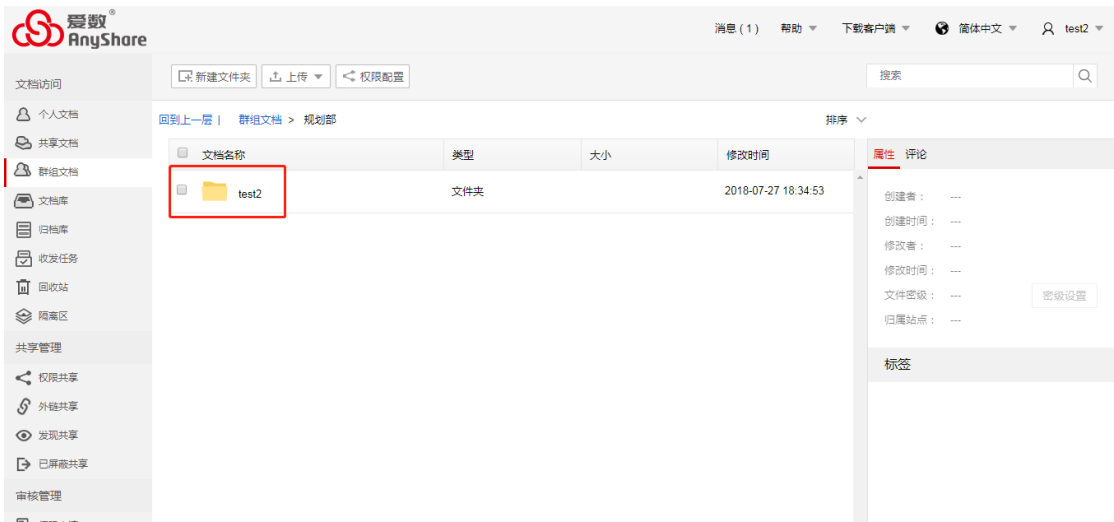 爱数®
AnyShare
消息(1) 帮助 下载客户端 简体中文 test2
文档访问
新建文件夹 上传 权限配置
搜索
个人文档
共享文档
群组文档
文档库
归档库
收发任务
回收站
隔离区
共享管理
权限共享
外链共享
发现共享
已屏蔽共享
审核管理
回到上一层 | 群组文档 > 规划部
排序
文档名称 类型 大小 修改时间
test2 文件夹 2018-07-27 18:34:53
属性 评论
创建者： ---
创建时间： ---
修改者： ---
修改时间： ---
文件密级： --- 密级设置
归属站点： ---
标签